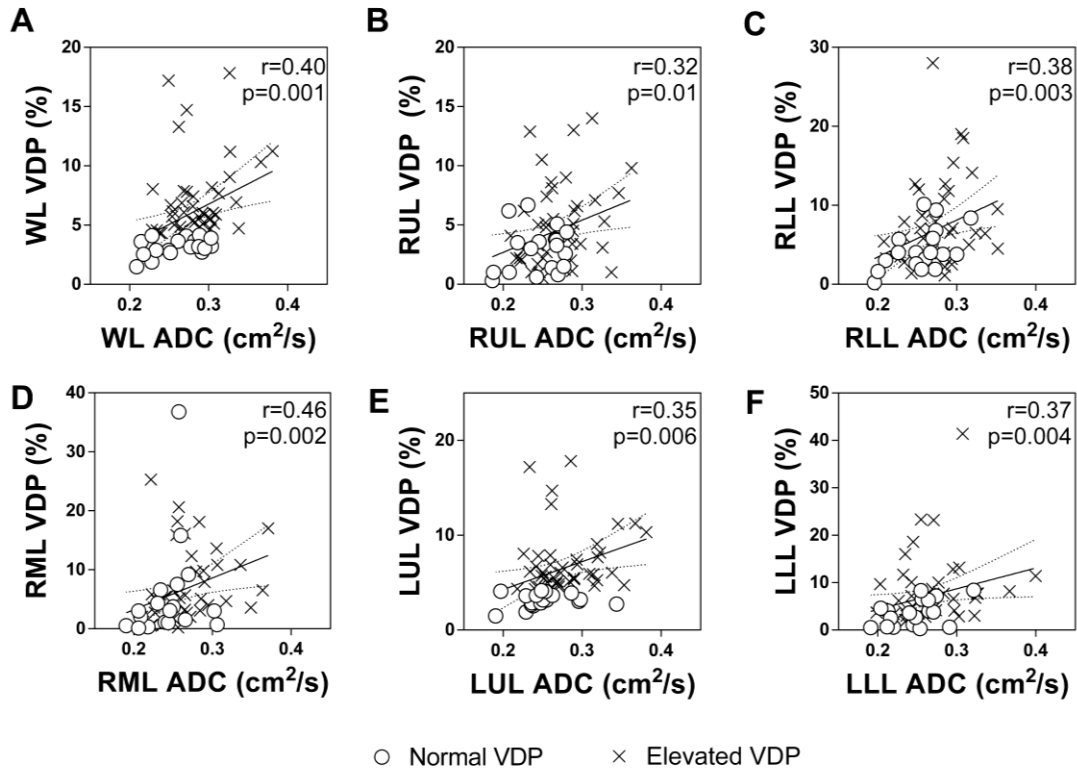 A
20
15
10
5
0
WL VDP (%)
r=0.40
p=0.001
0.2 0.3 0.4
WL ADC (cm²/s)
B
20
15
10
5
0
RUL VDP (%)
r=0.32
p=0.01
0.2 0.3 0.4
RUL ADC (cm²/s)
C
30
20
10
0
RLL VDP (%)
r=0.38
p=0.003
0.2 0.3 0.4
RLL ADC (cm²/s)
D
40
30
20
10
0
RML VDP (%)
r=0.46
p=0.002
0.2 0.3 0.4
RML ADC (cm²/s)
E
20
10
0
LUL VDP (%)
r=0.35
p=0.006
0.2 0.3 0.4
LUL ADC (cm²/s)
F
50
40
30
20
10
0
LLL VDP (%)
r=0.37
p=0.004
0.2 0.3 0.4
LLL ADC (cm²/s)
Normal VDP
Elevated VDP